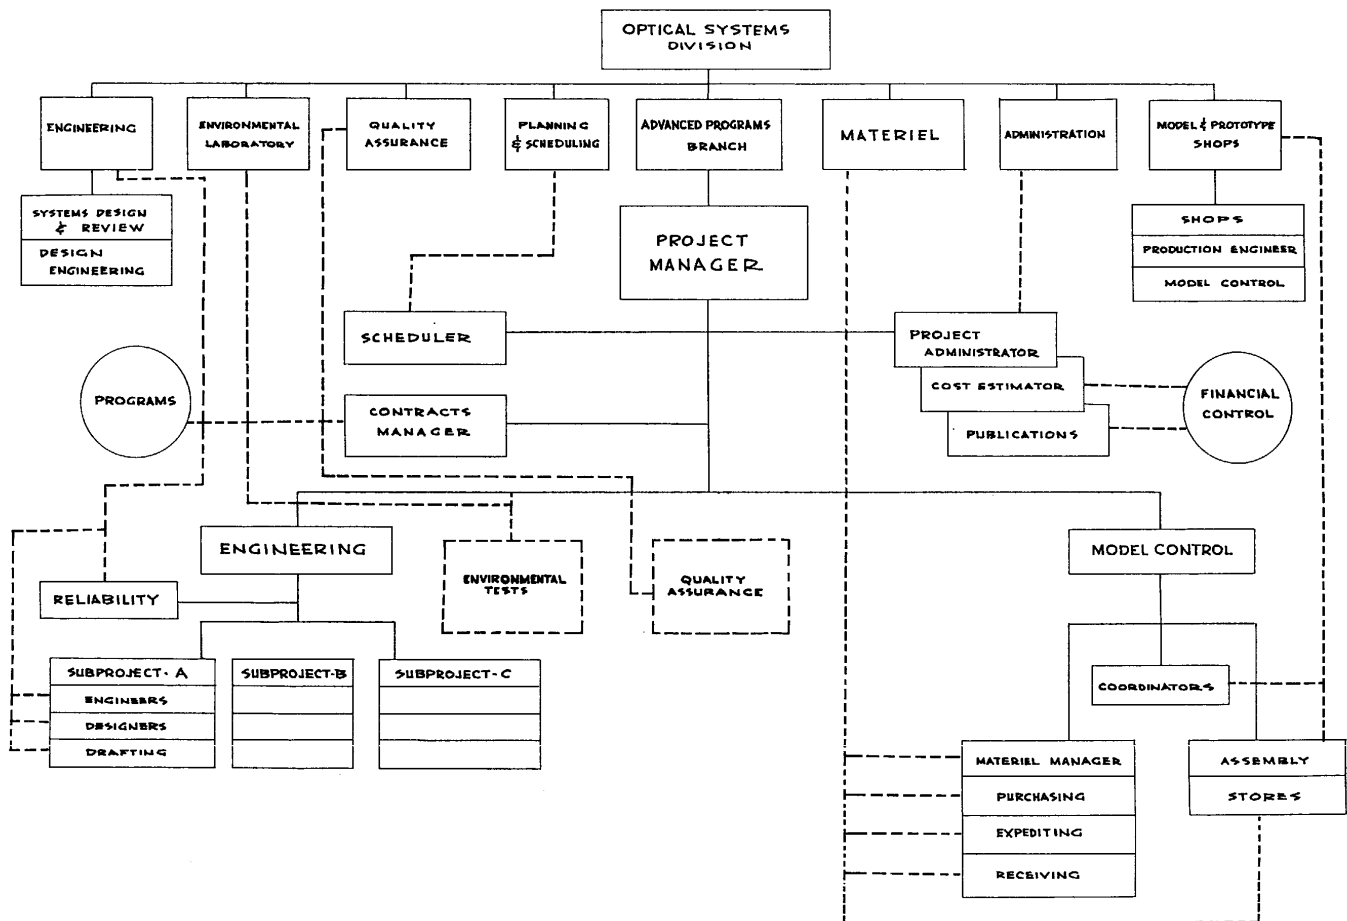 OPTICAL SYSTEMS
DIVISION
ENGINEERING
ENVIRONMENTAL
LABORATORY
QUALITY
ASSURANCE
PLANNING
& SCHEDULING
ADVANCED PROGRAMS
BRANCH
MATERIEL
ADMINISTRATION
MODEL & PROTOTYPE
SHOPS
SYSTEMS DESIGN
& REVIEW
DESIGN
ENGINEERING
PROJECT
MANAGER
SHOPS
PRODUCTION ENGINEER
MODEL CONTROL
SCHEDULER
PROJECT
ADMINISTRATOR
COST ESTIMATOR
PUBLICATIONS
FINANCIAL
CONTROL
PROGRAMS
CONTRACTS
MANAGER
ENGINEERING
ENVIRONMENTAL
TESTS
QUALITY
ASSURANCE
MODEL CONTROL
RELIABILITY
SUBPROJECT-A
ENGINEERS
DESIGNERS
DRAFTING
SUBPROJECT-B
SUBPROJECT-C
COORDINATORS
MATERIEL MANAGER
PURCHASING
EXPEDITING
RECEIVING
ASSEMBLY
STORES